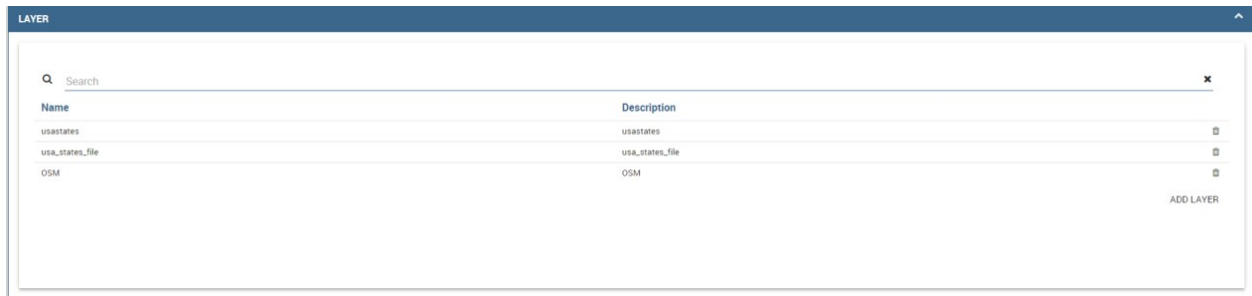 LAYER
Search
Name Description
usastates usastates
usa_states_file usa_states_file
OSM OSM
ADD LAYER